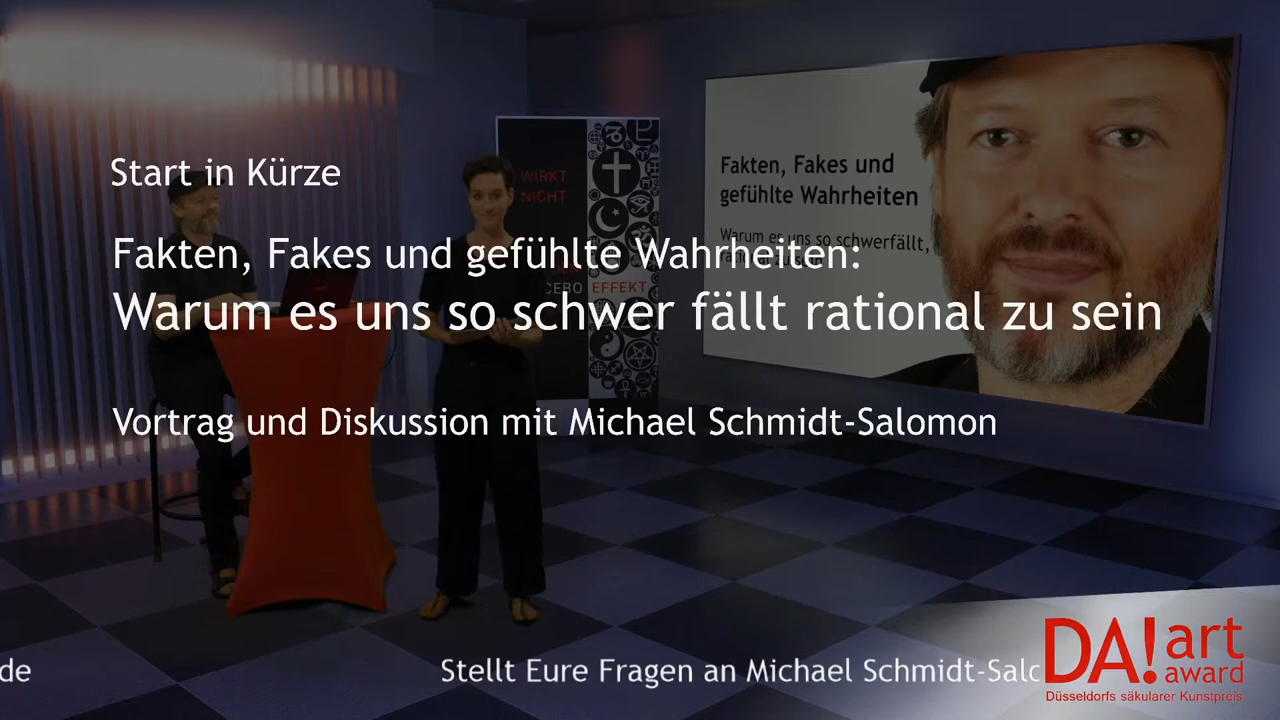 Start in Kürze
Fakten, Fakes und gefühlte Wahrheiten:
Warum es uns so schwer fällt rational zu sein
Vortrag und Diskussion mit Michael Schmidt-Salomon
WIRKT
NICHT
EFFEKT
Fakten, Fakes und
gefühlte Wahrheiten
Warum es uns so schwerfällt,
de
Stellt Eure Fragen an Michael Schmidt-Salo
DA!art
award
Düsseldorfs säkularer Kunstpreis